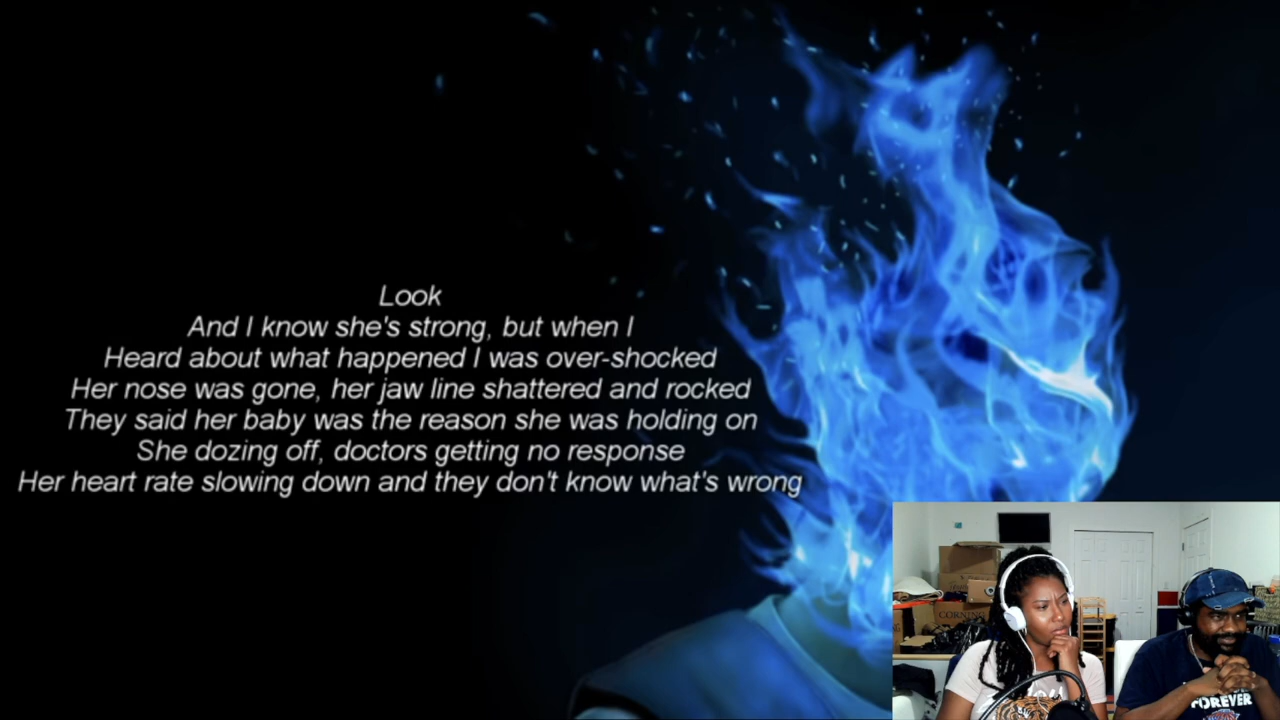 Look
And I know she's strong, but when I
Heard about what happened I was over-shocked
Her nose was gone, her jaw line shattered and rocked
They said her baby was the reason she was holding on
She dozing off, doctors getting no response
Her heart rate slowing down and they don't know what's wrong
CORNING
You
FOREVER